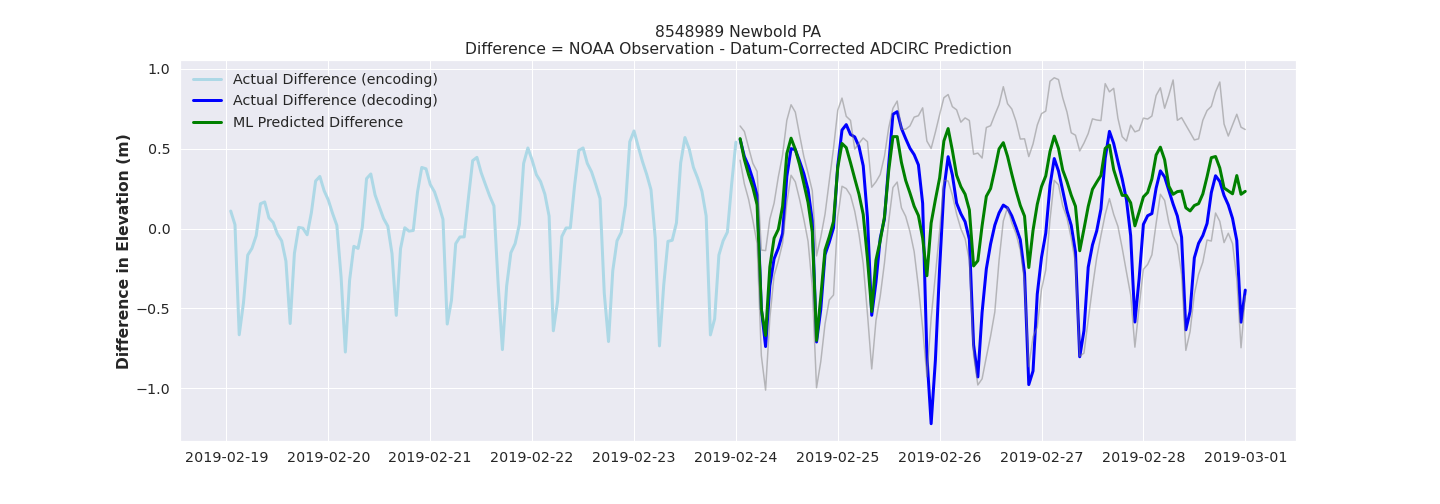 8548989 Newbold PA
Difference = NOAA Observation - Datum-Corrected ADCIRC Prediction
Actual Difference (encoding)
Actual Difference (decoding)
ML Predicted Difference
Difference in Elevation (m)
1.0
0.5
0.0
−0.5
−1.0
2019-02-19 2019-02-20 2019-02-21 2019-02-22 2019-02-23 2019-02-24 2019-02-25 2019-02-26 2019-02-27 2019-02-28 2019-03-01